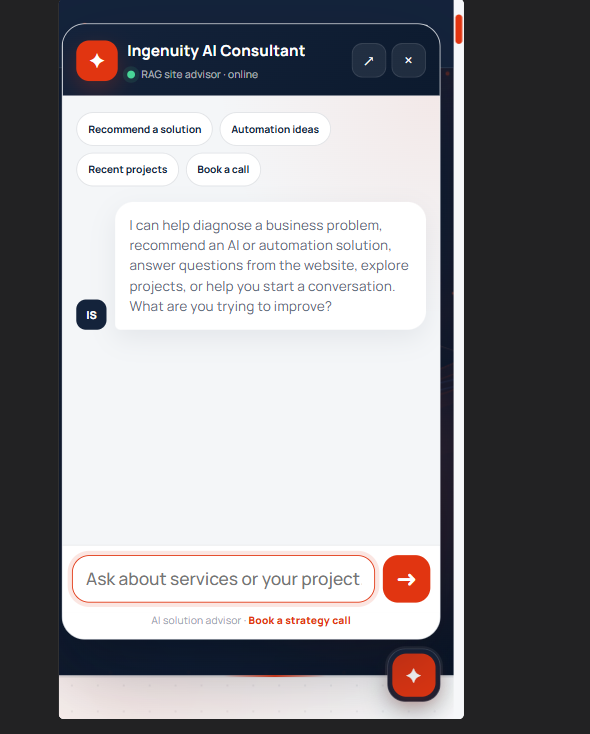 Ingenuity AI Consultant
RAG site advisor · online
Recommend a solution
Automation ideas
Recent projects
Book a call
I can help diagnose a business problem,
recommend an AI or automation solution,
answer questions from the website, explore
projects, or help you start a conversation.
What are you trying to improve?
IS
Ask about services or your project
AI solution advisor · Book a strategy call